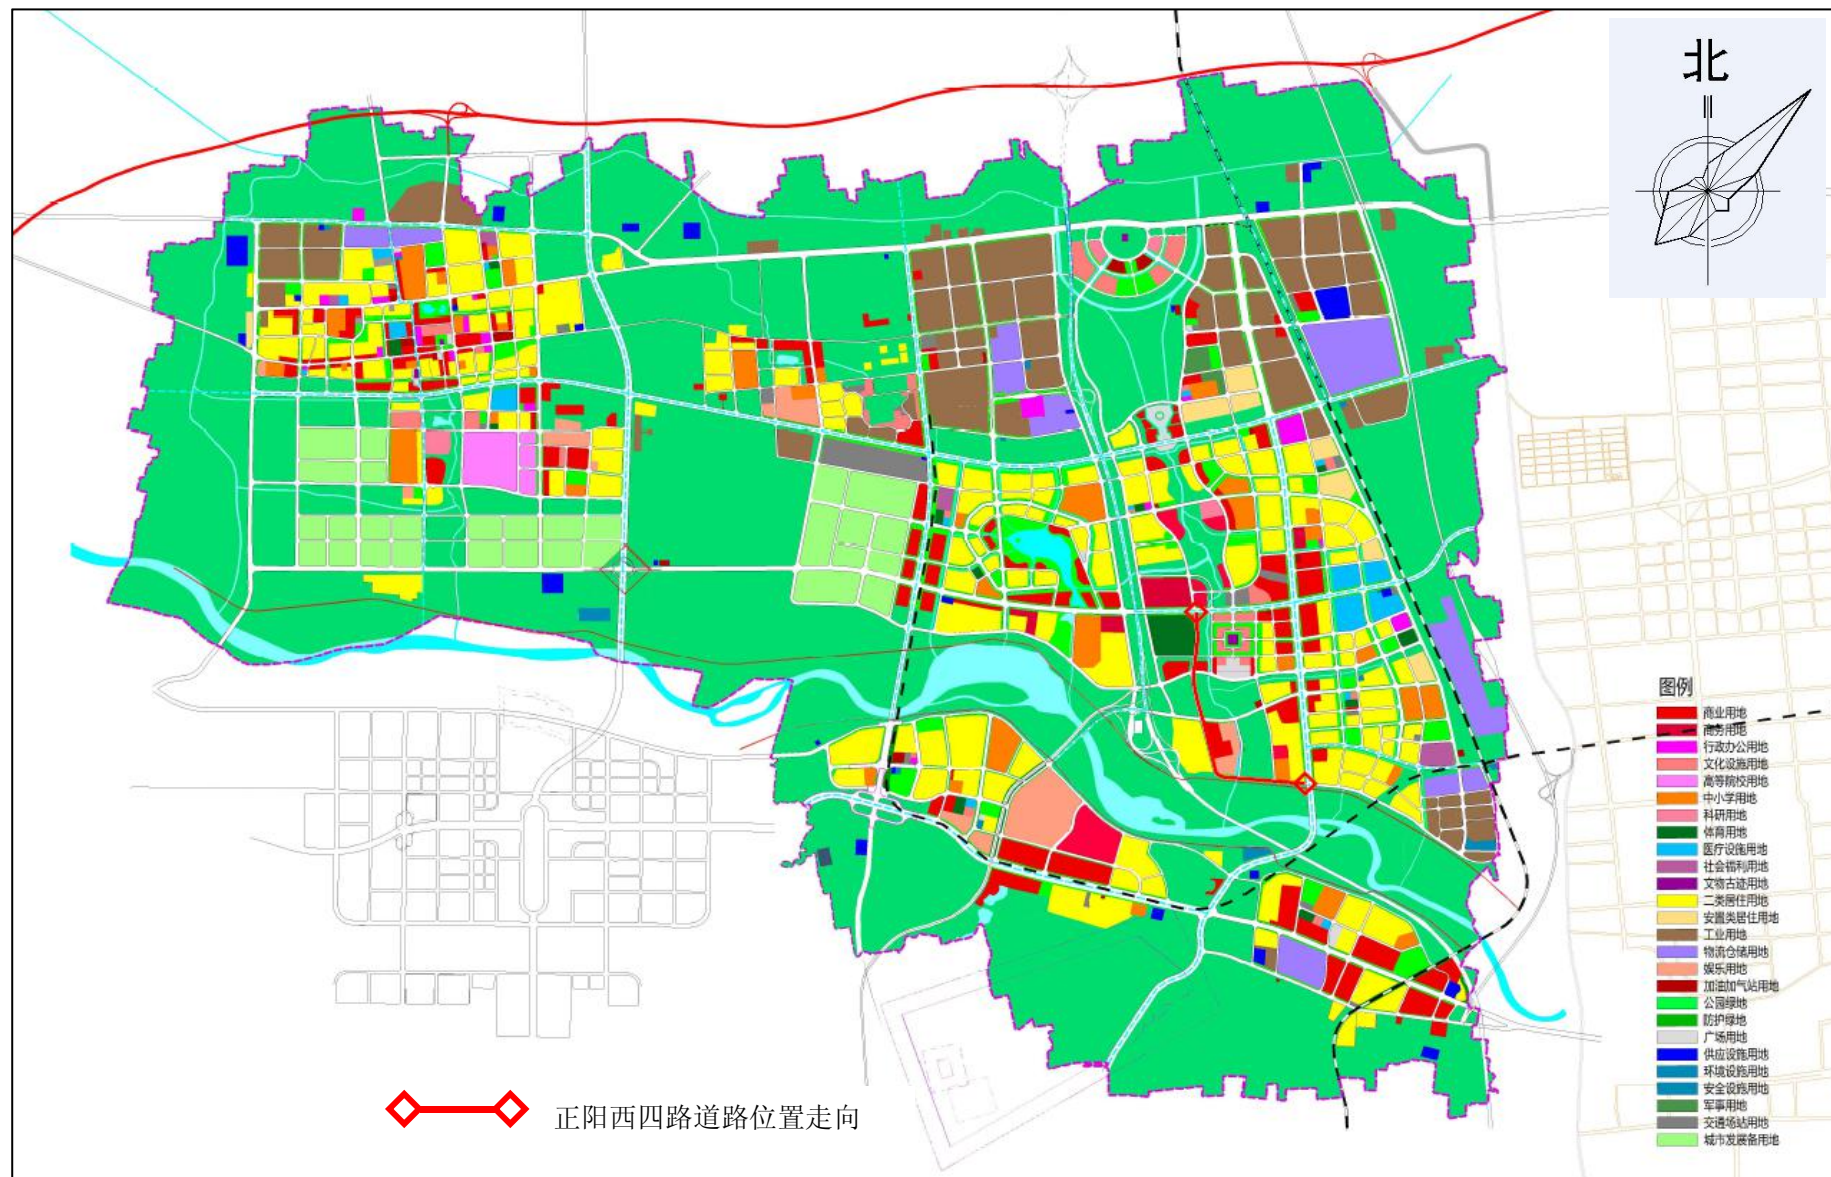 北
图例
商业用地
商务用地
行政办公用地
文化设施用地
高等院校用地
中小学用地
科研用地
体育用地
医疗设施用地
社会福利用地
文物古迹用地
二类居住用地
安置类居住用地
工业用地
物流仓储用地
娱乐用地
加油加气站用地
公园绿地
防护绿地
广场用地
供应设施用地
环境设施用地
安全设施用地
军事用地
交通场站用地
城市发展备用地
正阳西四路道路位置走向